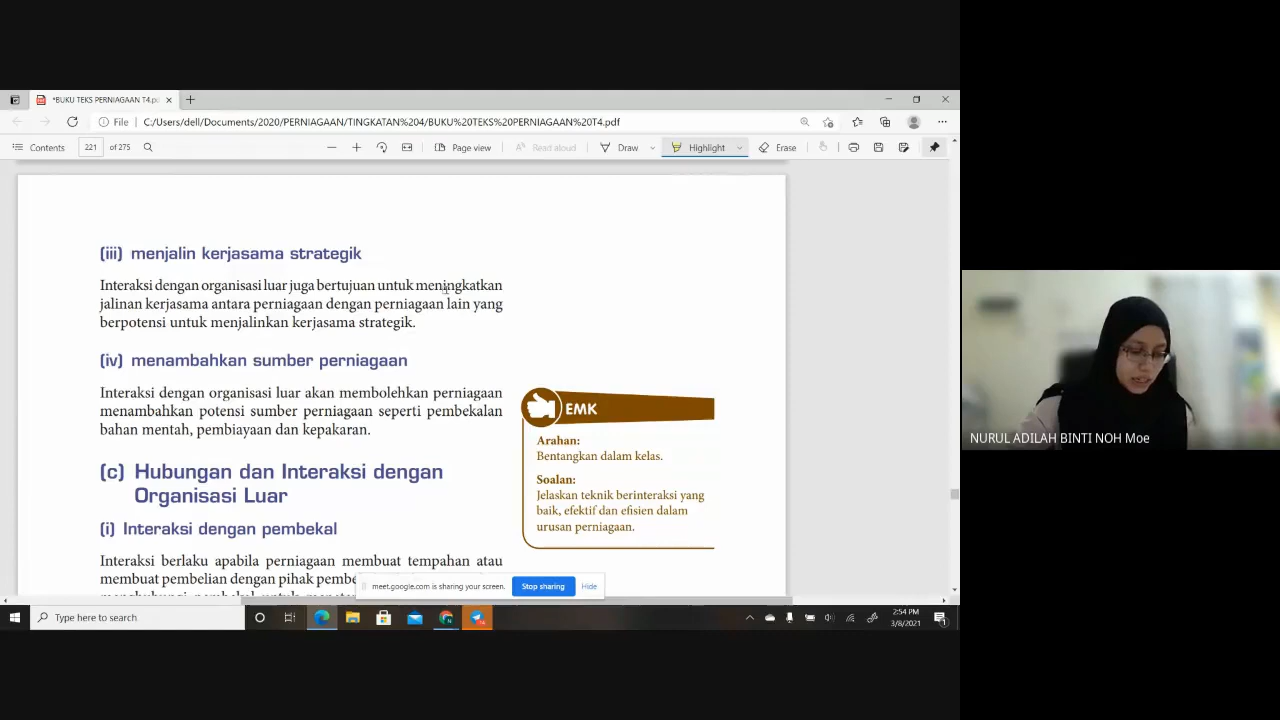 *BUKU TEKS PERNIAGAAN T4.pd
File
C:/Users/dell/Documents/2020/PERNIAGAAN/TINGKATAN%204/BUKU%20TEKS%20PERNIAGAAN%20T4.pdf
Contents
221
of 275
Page view
Read aloud
Draw
Highlight
Erase
(iii) menjalin kerjasama strategik
Interaksi dengan organisasi luar juga bertujuan untuk meningkatkan
jalinan kerjasama antara perniagaan dengan perniagaan lain yang
berpotensi untuk menjalinkan kerjasama strategik.
(iv) menambahkan sumber perniagaan
Interaksi dengan organisasi luar akan membolehkan perniagaan
menambahkan potensi sumber perniagaan seperti pembekalan
bahan mentah, pembiayaan dan kepakaran.
(c) Hubungan dan Interaksi dengan
Organisasi Luar
(i) Interaksi dengan pembekal
Interaksi berlaku apabila perniagaan membuat tempahan atau
membuat pembelian dengan pihak pembe
EMK
Arahan:
Bentangkan dalam kelas.
Soalan:
Jelaskan teknik berinteraksi yang
baik, efektif dan efisien dalam
urusan perniagaan.
meet.google.com is sharing your screen.
Stop sharing
Hide
Type here to search
2:54 PM
3/8/2021
NURUL ADILAH BINTI NOH Moe